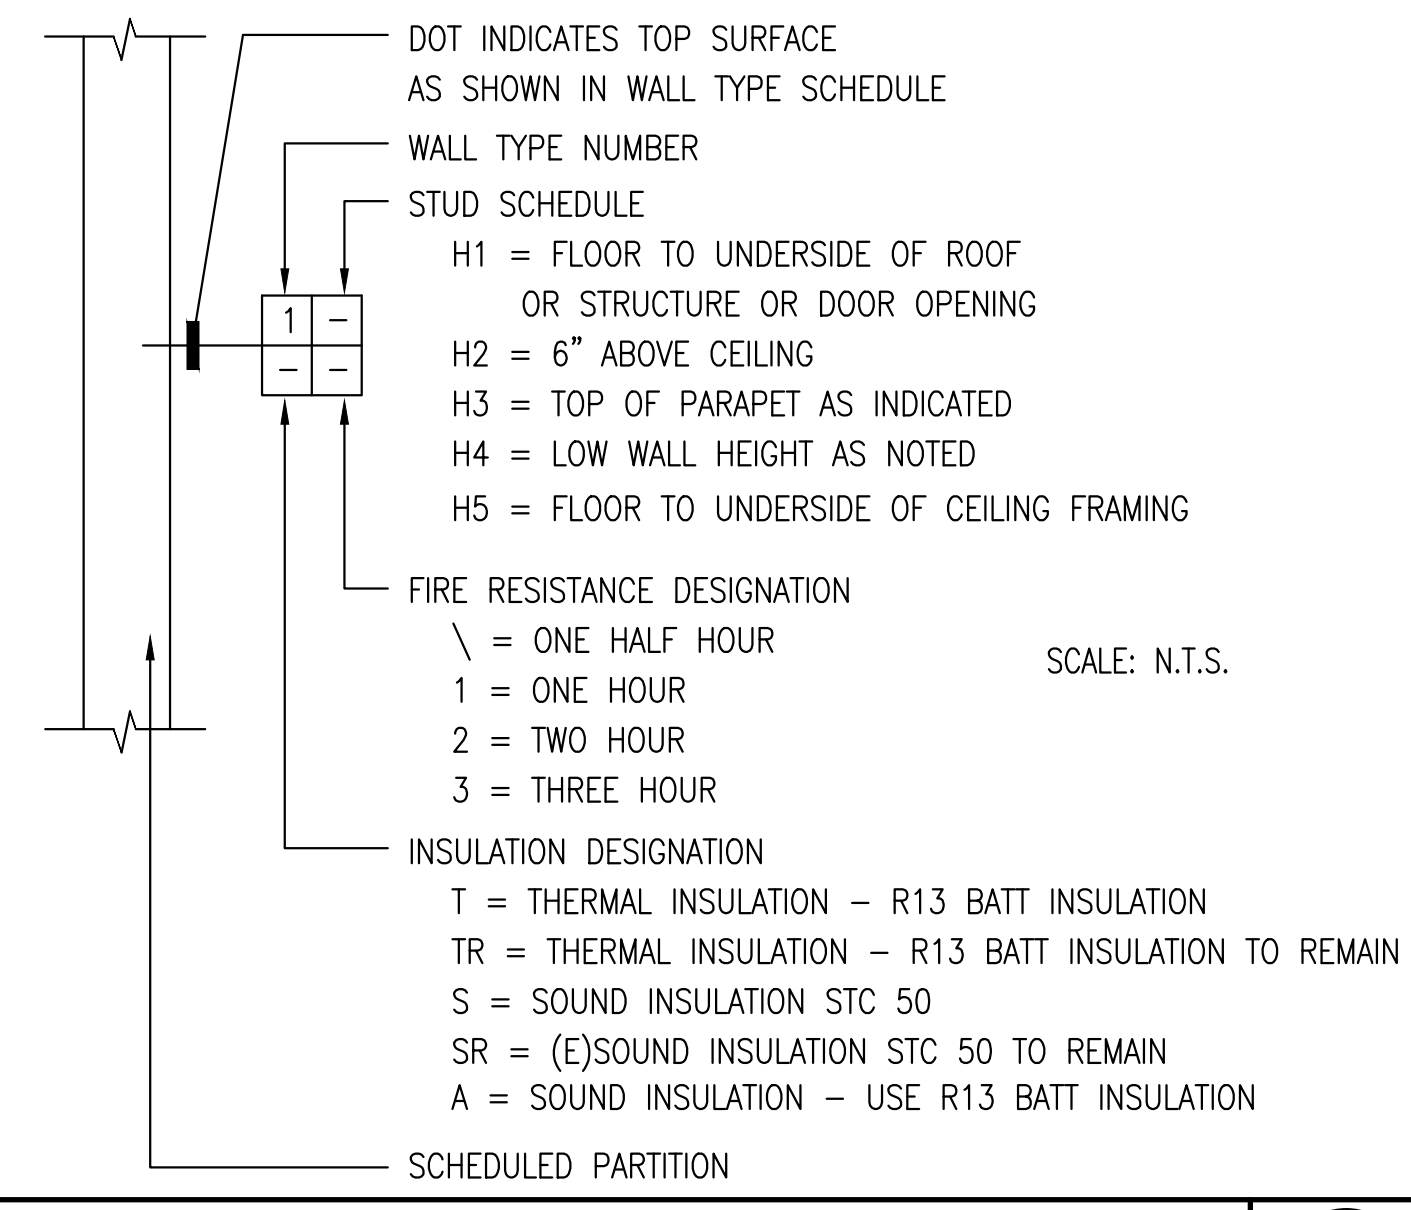 DOT INDICATES TOP SURFACE
AS SHOWN IN WALL TYPE SCHEDULE
WALL TYPE NUMBER
STUD SCHEDULE
H1 = FLOOR TO UNDERSIDE OF ROOF
OR STRUCTURE OR DOOR OPENING
H2 = 6” ABOVE CEILING
H3 = TOP OF PARAPET AS INDICATED
H4 = LOW WALL HEIGHT AS NOTED
H5 = FLOOR TO UNDERSIDE OF CEILING FRAMING
1 –
– –
FIRE RESISTANCE DESIGNATION
\ = ONE HALF HOUR
1 = ONE HOUR
2 = TWO HOUR
3 = THREE HOUR
SCALE: N.T.S.
INSULATION DESIGNATION
T = THERMAL INSULATION – R13 BATT INSULATION
TR = THERMAL INSULATION – R13 BATT INSULATION TO REMAIN
S = SOUND INSULATION STC 50
SR = (E)SOUND INSULATION STC 50 TO REMAIN
A = SOUND INSULATION – USE R13 BATT INSULATION
SCHEDULED PARTITION